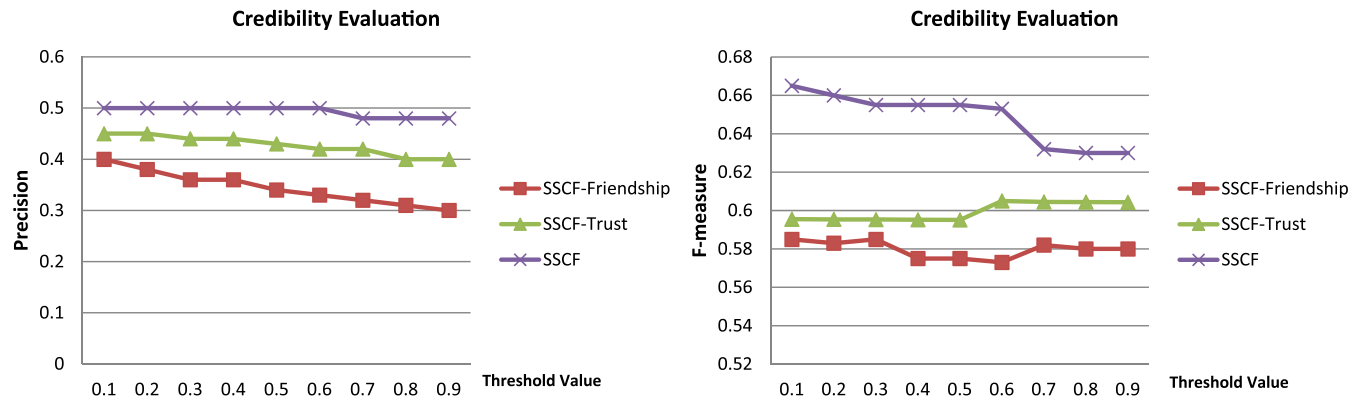 Credibility Evaluation
Precision
0.6
0.5
0.4
0.3
0.2
0.1
0
0.1 0.2 0.3 0.4 0.5 0.6 0.7 0.8 0.9
Threshold Value
SSCF-Friendship
SSCF-Trust
SSCF
Credibility Evaluation
F-measure
0.68
0.66
0.64
0.62
0.6
0.58
0.56
0.54
0.52
0.1 0.2 0.3 0.4 0.5 0.6 0.7 0.8 0.9
Threshold Value
SSCF-Friendship
SSCF-Trust
SSCF